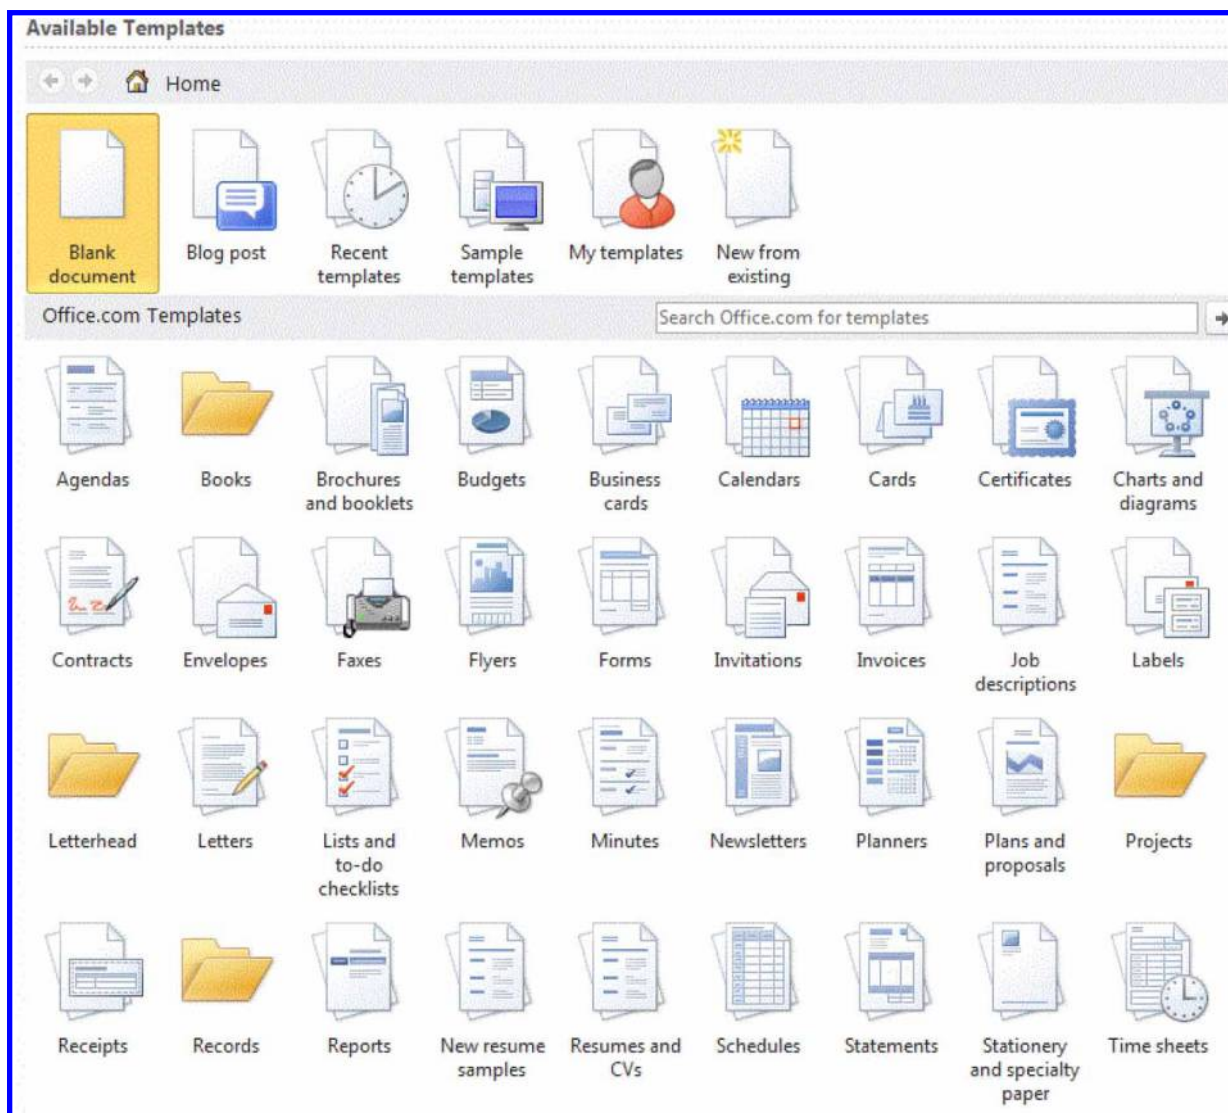 Available Templates
Home
Blank document
Blog post
Recent templates
Sample templates
My templates
New from existing
Office.com Templates
Search Office.com for templates
Agendas
Books
Brochures and booklets
Budgets
Business cards
Calendars
Cards
Certificates
Charts and diagrams
Contracts
Envelopes
Faxes
Flyers
Forms
Invitations
Invoices
Job descriptions
Labels
Letterhead
Letters
Lists and to-do checklists
Memos
Minutes
Newsletters
Planners
Plans and proposals
Projects
Receipts
Records
Reports
New resume samples
Resumes and CVs
Schedules
Statements
Stationery and specialty paper
Time sheets